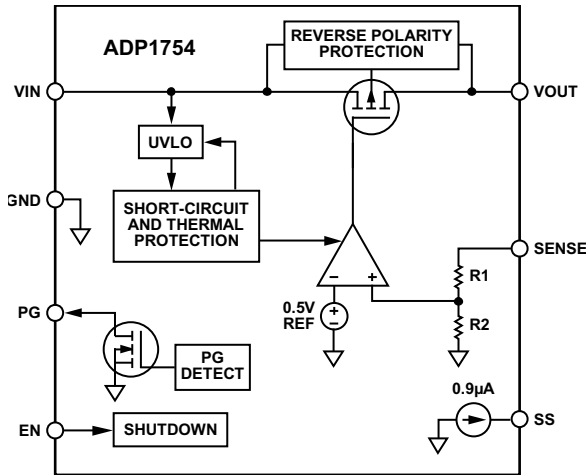 ADP1754
REVERSE POLARITY
PROTECTION
VIN
VOUT
UVLO
GND
SHORT-CIRCUIT
AND THERMAL
PROTECTION
SENSE
R1
–
+
0.5V
REF
+
–
R2
PG
PG
DETECT
0.9µA
SS
EN
SHUTDOWN